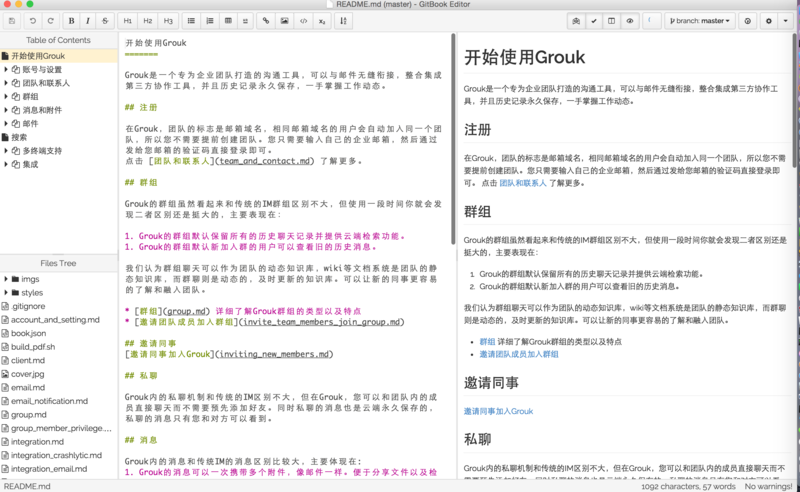 README.md (master) - GitBook Editor
B
I
S
H1
H2
H3
branch: master
Table of Contents
开始使用Grouk
账号与设置
团队和联系人
群组
消息和附件
邮件
搜索
多终端支持
集成
Files Tree
imgs
styles
.gitignore
account_and_setting.md
book.json
build_pdf.sh
client.md
cover.jpg
email.md
email_notification.md
group.md
group_member_privilege....
integration.md
integration_crashlytic.md
integration_email.md
开始使用Grouk
=======
Grouk是一个专为企业团队打造的沟通工具，可以与邮件无缝衔接，整合集成
第三方协作工具，并且历史记录永久保存，一手掌握工作动态。
## 注册
在Grouk，团队的标志是邮箱域名，相同邮箱域名的用户会自动加入同一个团
队，所以您不需要提前创建团队。您只需要输入自己的企业邮箱，然后通过
发给您邮箱的验证码直接登录即可。
点击 [团队和联系人](team_and_contact.md) 了解更多。
## 群组
Grouk的群组虽然看起来和传统的IM群组区别不大，但使用一段时间你就会发
现二者区别还是挺大的，主要表现在：
1. Grouk的群组默认保留所有的历史聊天记录并提供云端检索功能。
1. Grouk的群组默认新加入群的用户可以查看旧的历史消息。
我们认为群组聊天可以作为团队的动态知识库，wiki等文档系统是团队的静态
知识库，而群聊则是动态的，及时更新的知识库。可以让新的同事更容易
的了解和融入团队。
* [群组](group.md) 详细了解Grouk群组的类型以及特点
* [邀请团队成员加入群组](invite_team_members_join_group.md)
## 邀请同事
[邀请同事加入Grouk](inviting_new_members.md)
## 私聊
Grouk内的私聊机制和传统的IM区别不大，但在Grouk，您可以和团队内的成
员直接聊天而不需要预先添加好友。同时私聊的消息也是云端永久保存的，
私聊的消息只有您和对方可以看到。
## 消息
Grouk内的消息和传统IM的消息区别比较大，主要体现在：
1. Grouk的消息可以一次携带多个附件，像邮件一样。便于分享文件以及检
开始使用Grouk
Grouk是一个专为企业团队打造的沟通工具，可以与邮件无缝衔接，整合集成第三方协作工
具，并且历史记录永久保存，一手掌握工作动态。
注册
在Grouk，团队的标志是邮箱域名，相同邮箱域名的用户会自动加入同一个团队，所以您不需
要提前创建团队。您只需要输入自己的企业邮箱，然后通过发给您邮箱的验证码直接登录即
可。 点击 团队和联系人 了解更多。
群组
Grouk的群组虽然看起来和传统的IM群组区别不大，但使用一段时间你就会发现二者区别还是
挺大的，主要表现在：
1. Grouk的群组默认保留所有的历史聊天记录并提供云端检索功能。
2. Grouk的群组默认新加入群的用户可以查看旧的历史消息。
我们认为群组聊天可以作为团队的动态知识库，wiki等文档系统是团队的静态知识库，而群聊
则是动态的，及时更新的知识库。可以让新的同事更容易的了解和融入团队。
群组 详细了解Grouk群组的类型以及特点
邀请团队成员加入群组
邀请同事
邀请同事加入Grouk
私聊
Grouk内的私聊机制和传统的IM区别不大，但在Grouk，您可以和团队内的成员直接聊天而不
README.md
1092 characters, 57 words
No warnings!